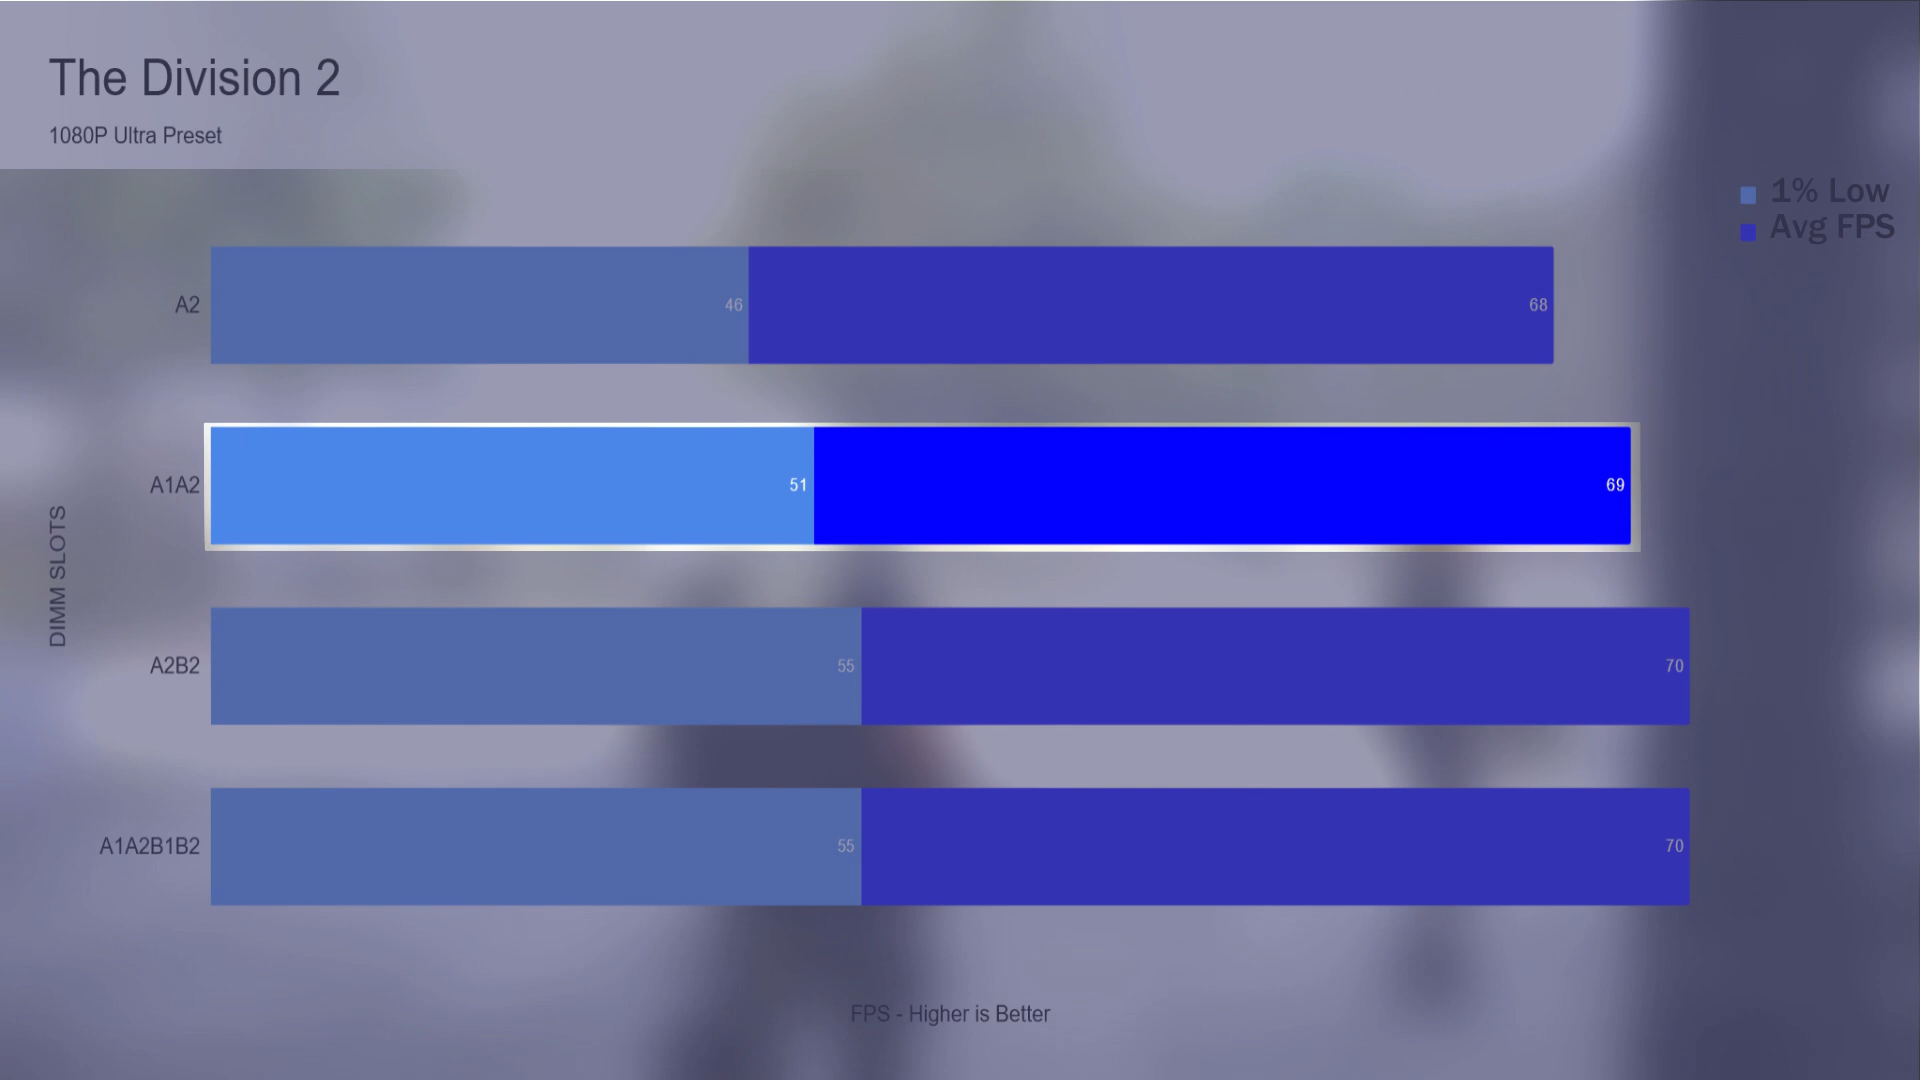 The Division 2
1080P Ultra Preset
1% Low
Avg FPS
A2
46
68
A1A2
51
69
DIMM SLOTS
A2B2
55
70
A1A2B1B2
55
70
FPS - Higher is Better